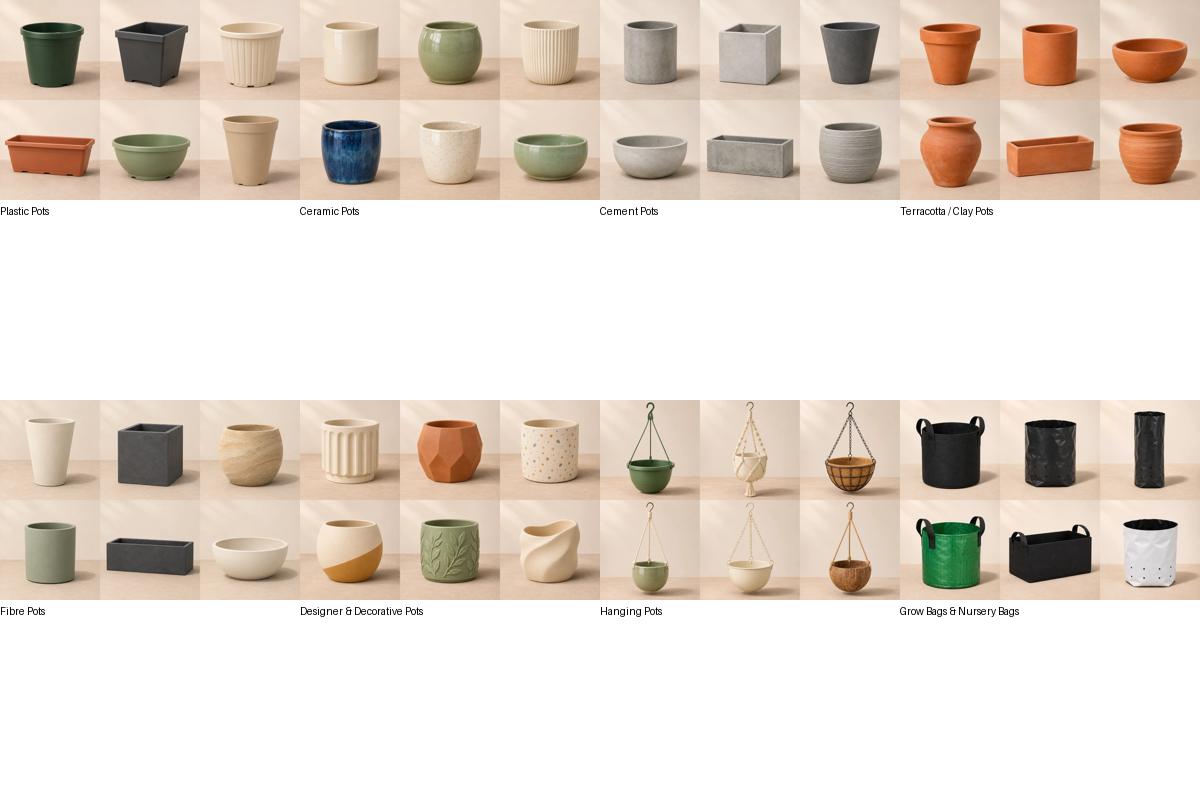 Plastic Pots
Ceramic Pots
Cement Pots
Terracotta / Clay Pots
Fibre Pots
Designer & Decorative Pots
Hanging Pots
Grow Bags & Nursery Bags